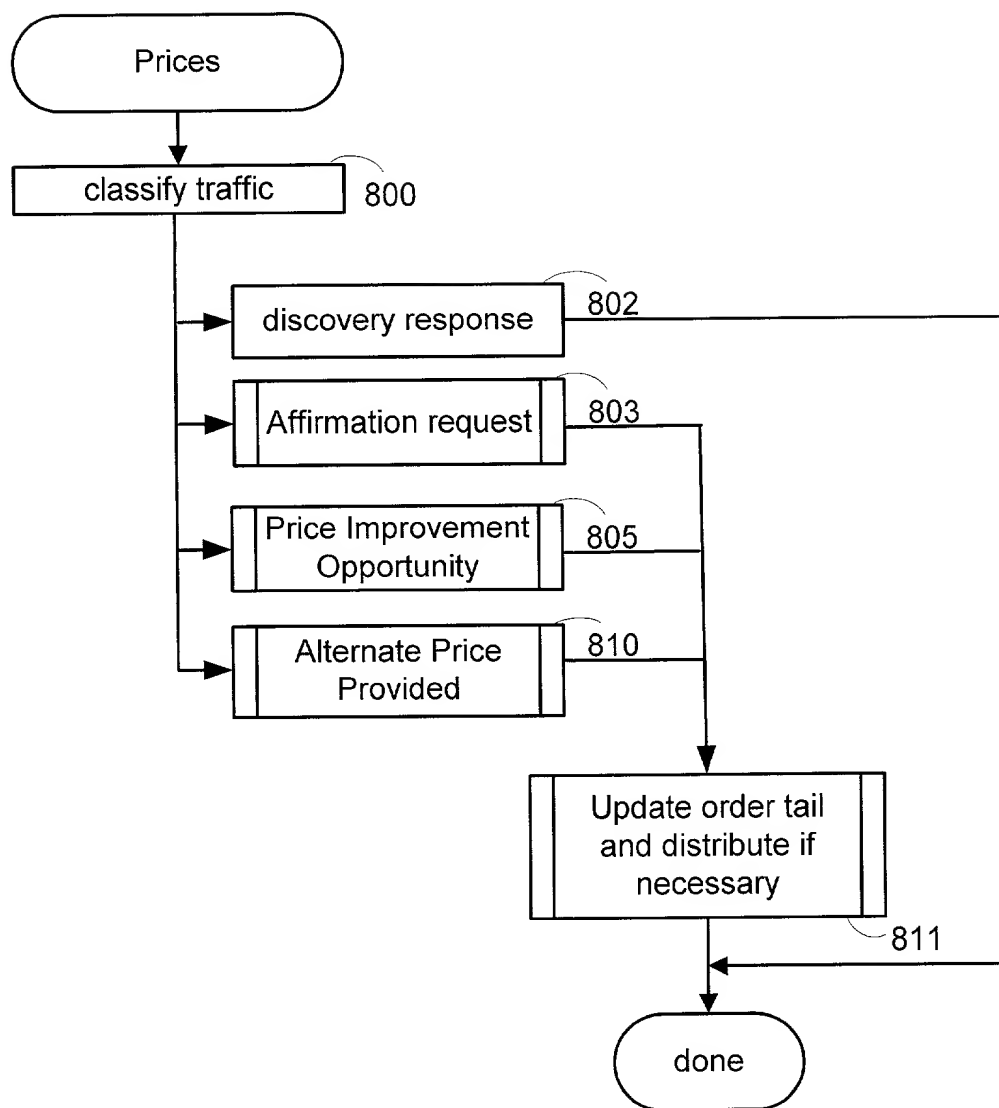 Prices
classify traffic
800
discovery response
802
Affirmation request
803
Price Improvement
Opportunity
805
Alternate Price
Provided
810
Update order tail
and distribute if
necessary
811
done